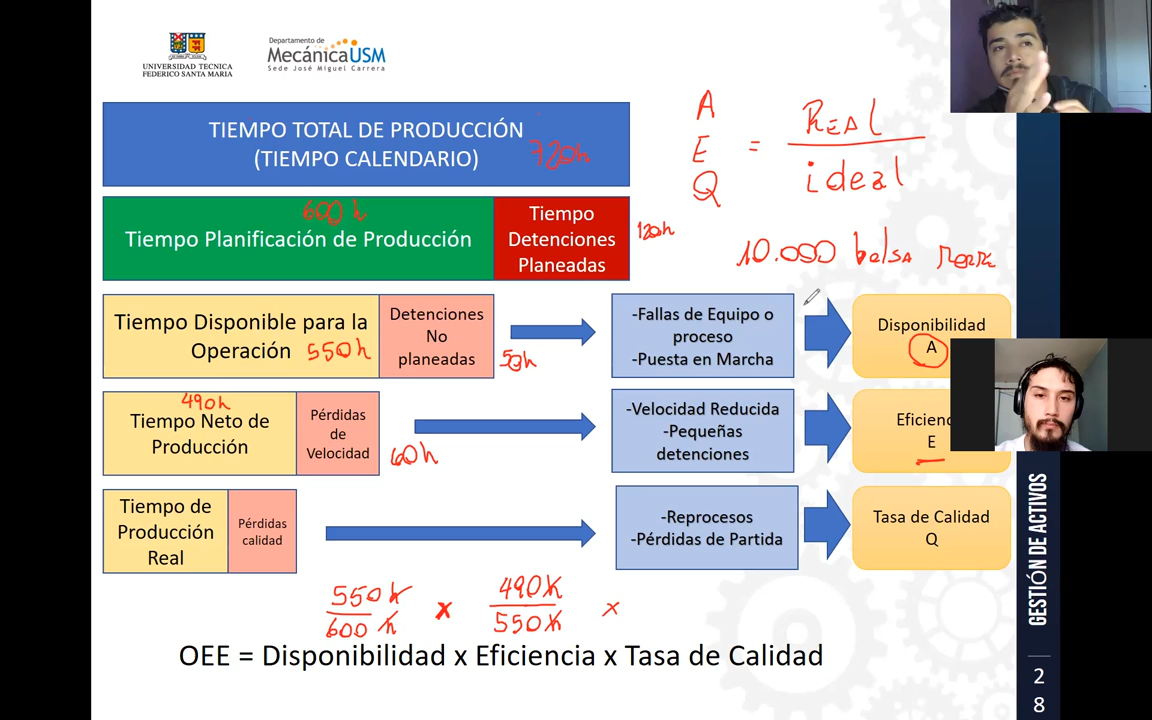 UNIVERSIDAD TECNICA
FEDERICO SANTA MARIA
Departamento de
MecánicaUSM
Sede José Miguel Carrera
TIEMPO TOTAL DE PRODUCCIÓN
(TIEMPO CALENDARIO)
720h
A
E
Q
=
REAL
ideal
600 h
Tiempo Planificación de Producción
Tiempo
Detenciones
Planeadas
120h
10.000 bolsa
Tiempo Disponible para la
Operación 550h
Detenciones
No
planeadas
50h
-Fallas de Equipo o
proceso
-Puesta en Marcha
Disponibilidad
A
490h
Tiempo Neto de
Producción
Pérdidas
de
Velocidad
60h
-Velocidad Reducida
-Pequeñas
detenciones
Eficienc
E
Tiempo de
Producción
Real
Pérdidas
calidad
-Reprocesos
-Pérdidas de Partida
Tasa de Calidad
Q
550h
600 h
x
490h
550h
x
OEE = Disponibilidad x Eficiencia x Tasa de Calidad
GESTIÓN DE ACTIVOS
2
8